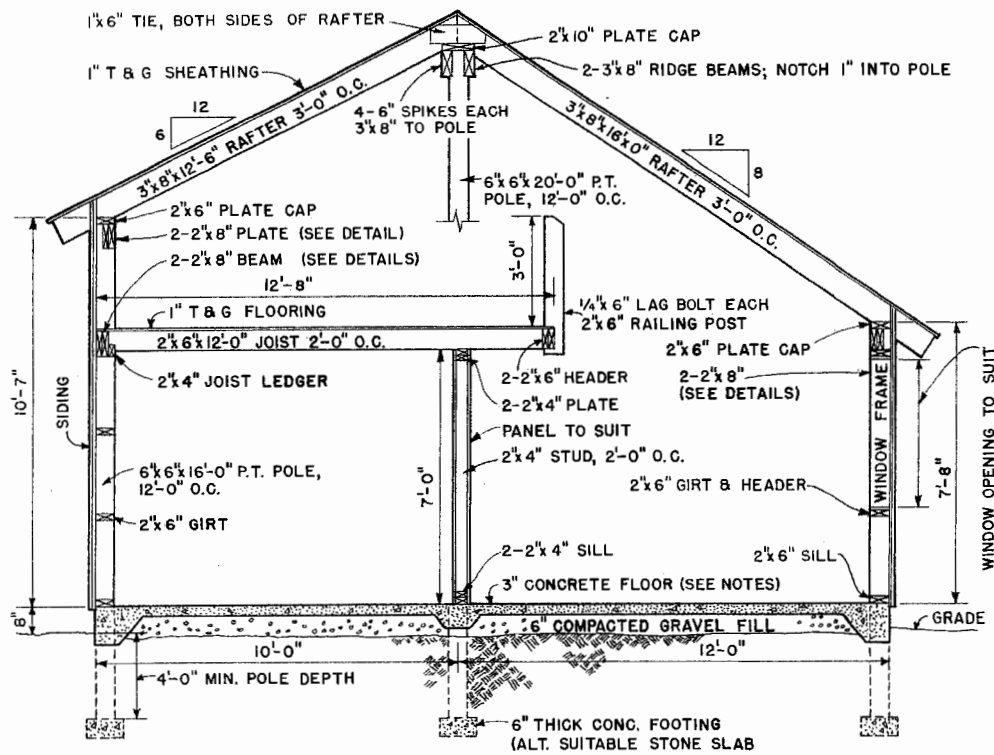 1"x6" TIE, BOTH SIDES OF RAFTER
2"x10" PLATE CAP
1" T & G SHEATHING
2-3"x8" RIDGE BEAMS; NOTCH 1" INTO POLE
4-6" SPIKES EACH
3"x8" TO POLE
12
6
3"x8"x12'-6" RAFTER 3'-0" O.C.
3"x8"x16'0" RAFTER 3'-0" O.C.
12
8
6"x6"x20'-0" P.T.
POLE, 12'-0" O.C.
2"x6" PLATE CAP
2-2"x8" PLATE (SEE DETAIL)
2-2"x8" BEAM (SEE DETAILS)
12'-8"
3'-0"
1" T & G FLOORING
1/4"x6" LAG BOLT EACH
2"x6" RAILING POST
2"x6"x12'-0" JOIST 2'-0" O.C.
2"x6" PLATE CAP
2"x4" JOIST LEDGER
2-2"x6" HEADER
2-2"x8"
(SEE DETAILS)
2-2"x4" PLATE
10'-7"
SIDING
PANEL TO SUIT
2"x4" STUD, 2'-0" O.C.
WINDOW FRAME
7'-8"
WINDOW OPENING TO SUIT
6"x6"x16'-0" P.T. POLE,
12'-0" O.C.
7'-0"
2"x6" GIRT & HEADER
2"x6" GIRT
2-2"x4" SILL
2"x6" SILL
3" CONCRETE FLOOR (SEE NOTES)
8"
6" COMPACTED GRAVEL FILL
GRADE
10'-0"
12'-0"
4'-0" MIN. POLE DEPTH
6" THICK CONC. FOOTING
(ALT. SUITABLE STONE SLAB